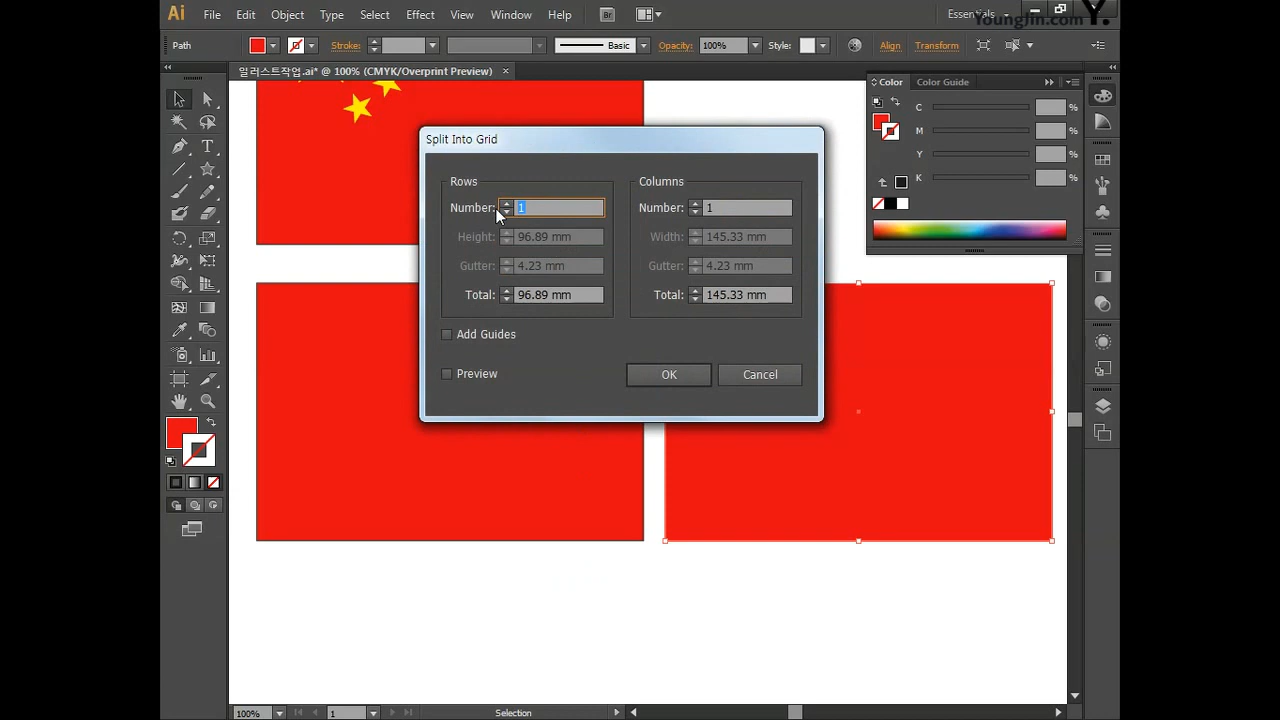 Ai File Edit Object Type Select Effect View Window Help Br Essentials
Younglin.com Y.
Path Stroke: Basic Opacity: 100% Style: Align Transform
일러스트작업.ai* @ 100% (CMYK/Overprint Preview) ×
Color Color Guide
C %
M %
Y %
K %
Split Into Grid
Rows Columns
Number: 1 Number: 1
Height: 96.89 mm Width: 145.33 mm
Gutter: 4.23 mm Gutter: 4.23 mm
Total: 96.89 mm Total: 145.33 mm
Add Guides
Preview OK Cancel
T
100% 1 Selection